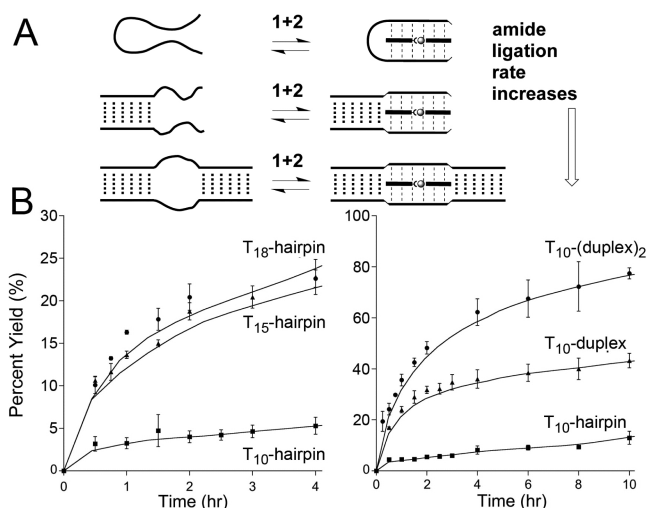 A
1+2
amide
ligation
rate
increases
1+2
1+2
B
30
25
20
15
10
5
0
Percent Yield (%)
T18-hairpin
T15-hairpin
T10-hairpin
0 1 2 3 4
Time (hr)
100
80
60
40
20
0
T10-(duplex)2
T10-duplex
T10-hairpin
0 2 4 6 8 10
Time (hr)